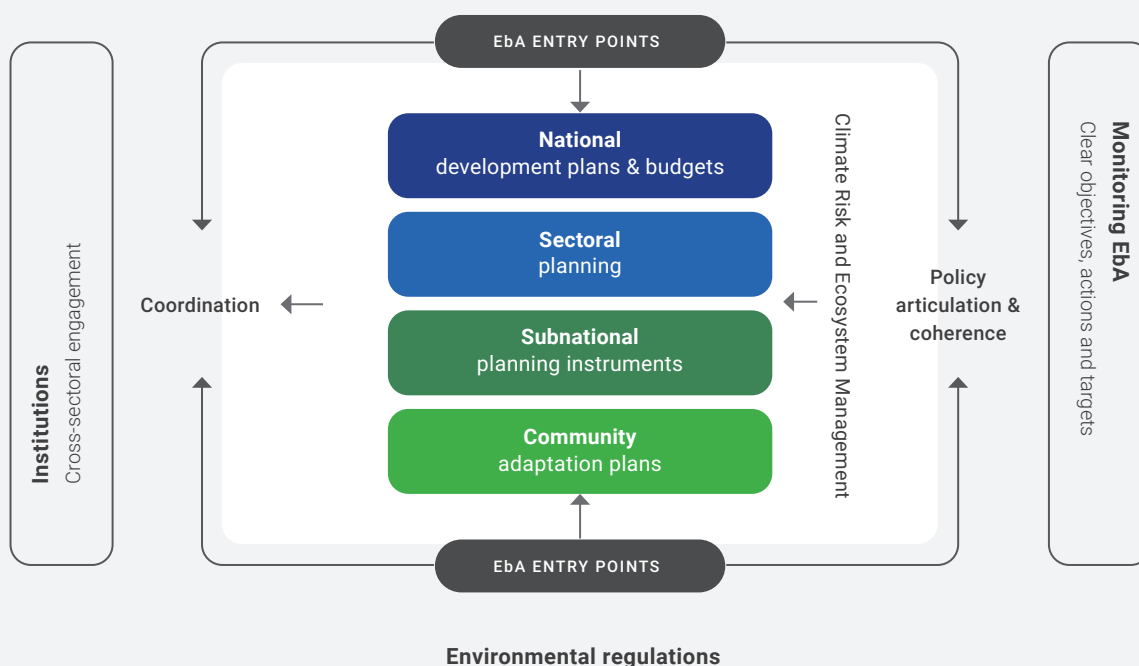 EbA ENTRY POINTS
National
development plans & budgets
Sectoral
planning
Subnational
planning instruments
Community
adaptation plans
Climate Risk and Ecosystem Management
Coordination
Policy
articulation &
coherence
Institutions
Cross-sectoral engagement
Monitoring EbA
Clear objectives, actions and targets
EbA ENTRY POINTS
Environmental regulations